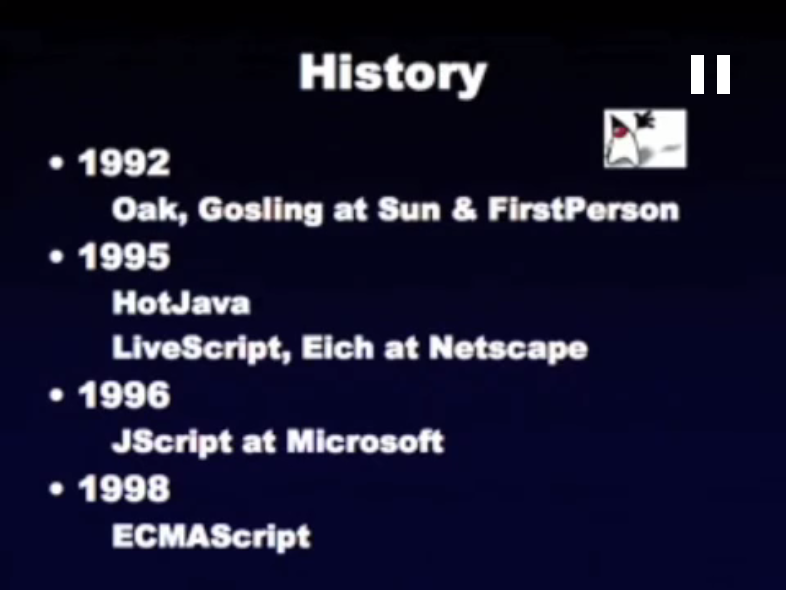 History
• 1992
Oak, Gosling at Sun & FirstPerson
• 1995
HotJava
LiveScript, Eich at Netscape
• 1996
JScript at Microsoft
• 1998
ECMAScript